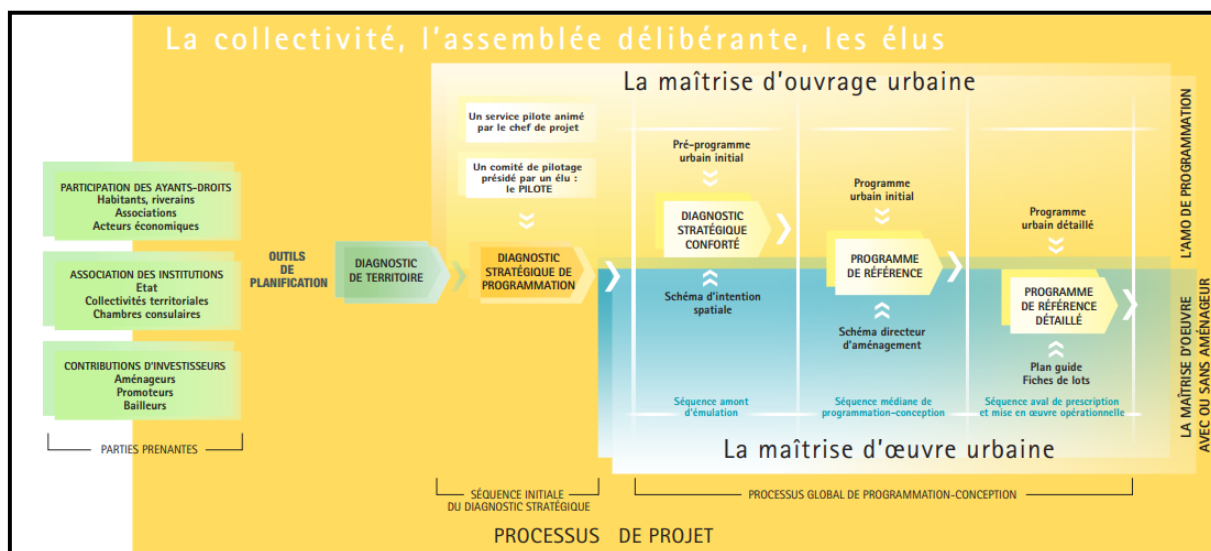 La collectivité, l'assemblée délibérante, les élus
La maîtrise d'ouvrage urbaine
Un service pilote animé
par le chef de projet
Un comité de pilotage
présidé par un élu :
le PILOTE
PARTICIPATION DES AYANTS-DROITS
Habitants, riverains
Associations
Acteurs économiques
ASSOCIATION DES INSTITUTIONS
Etat
Collectivités territoriales
Chambres consulaires
CONTRIBUTIONS D'INVESTISSEURS
Aménageurs
Promoteurs
Bailleurs
PARTIES PRENANTES
OUTILS
DE
PLANIFICATION
DIAGNOSTIC
DE TERRITOIRE
DIAGNOSTIC
STRATÉGIQUE DE
PROGRAMMATION
Pré-programme
urbain initial
DIAGNOSTIC
STRATÉGIQUE
CONFORTÉ
Schéma d'intention
spatiale
Séquence amont
d'émulation
Programme
urbain initial
PROGRAMME
DE RÉFÉRENCE
Schéma directeur
d'aménagement
Séquence médiane de
programmation-conception
Programme
urbain détaillé
PROGRAMME
DE RÉFÉRENCE
DÉTAILLÉ
Plan guide
Fiches de lots
Séquence aval de prescription
et mise en œuvre opérationnelle
L'AMO DE PROGRAMMATION
LA MAÎTRISE D'OEUVRE
AVEC OU SANS AMÉNAGEUR
La maîtrise d'œuvre urbaine
SÉQUENCE INITIALE
DU DIAGNOSTIC STRATÉGIQUE
PROCESSUS GLOBAL DE PROGRAMMATION-CONCEPTION
PROCESSUS DE PROJET